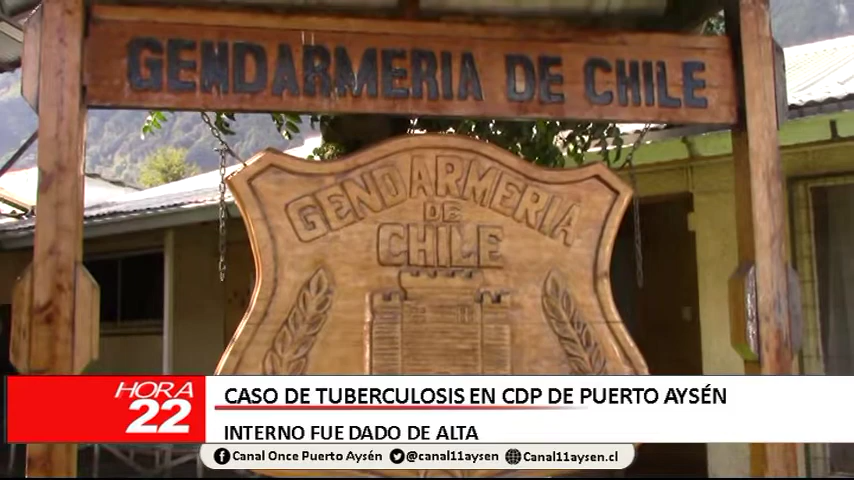 GENDARMERIA DE CHILE
GENDARMERIA
DE
CHILE
HORA
22
CASO DE TUBERCULOSIS EN CDP DE PUERTO AYSÉN
INTERNO FUE DADO DE ALTA
Canal Once Puerto Aysén @canal11aysen Canal11aysen.cl